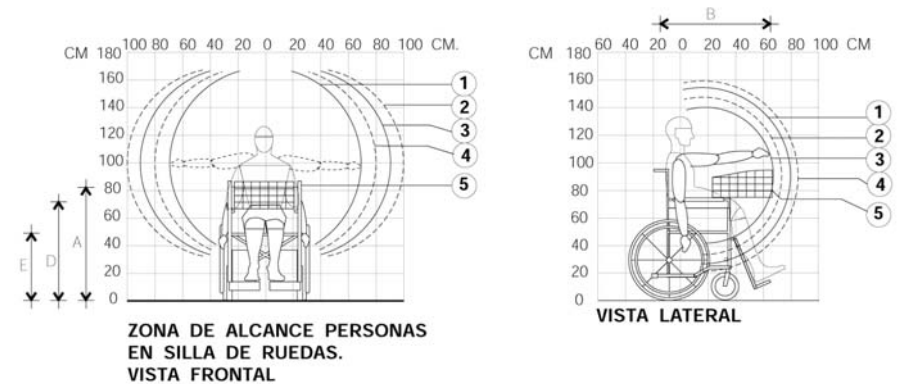 CM 180 100 80 60 40 20 0 20 40 60 80 100 CM.
160
140
120
100
80
60
40
20
0
E
D
A
1
2
3
4
5
ZONA DE ALCANCE PERSONAS
EN SILLA DE RUEDAS.
VISTA FRONTAL
B
CM 180 60 40 20 0 20 40 60 80 100 CM
160
140
120
100
80
60
40
20
0
1
2
3
4
5
VISTA LATERAL